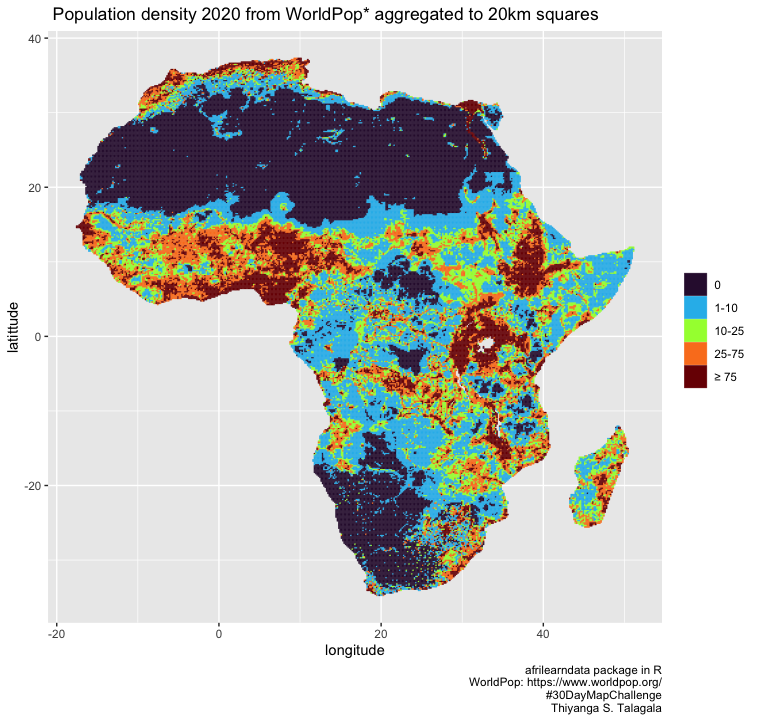 Population density 2020 from WorldPop* aggregated to 20km squares
40
20
0
-20
latittude
-20
0
20
40
longitude
0
1-10
10-25
25-75
≥ 75
afrilearndata package in R
WorldPop: https://www.worldpop.org/
#30DayMapChallenge
Thiyanga S. Talagala